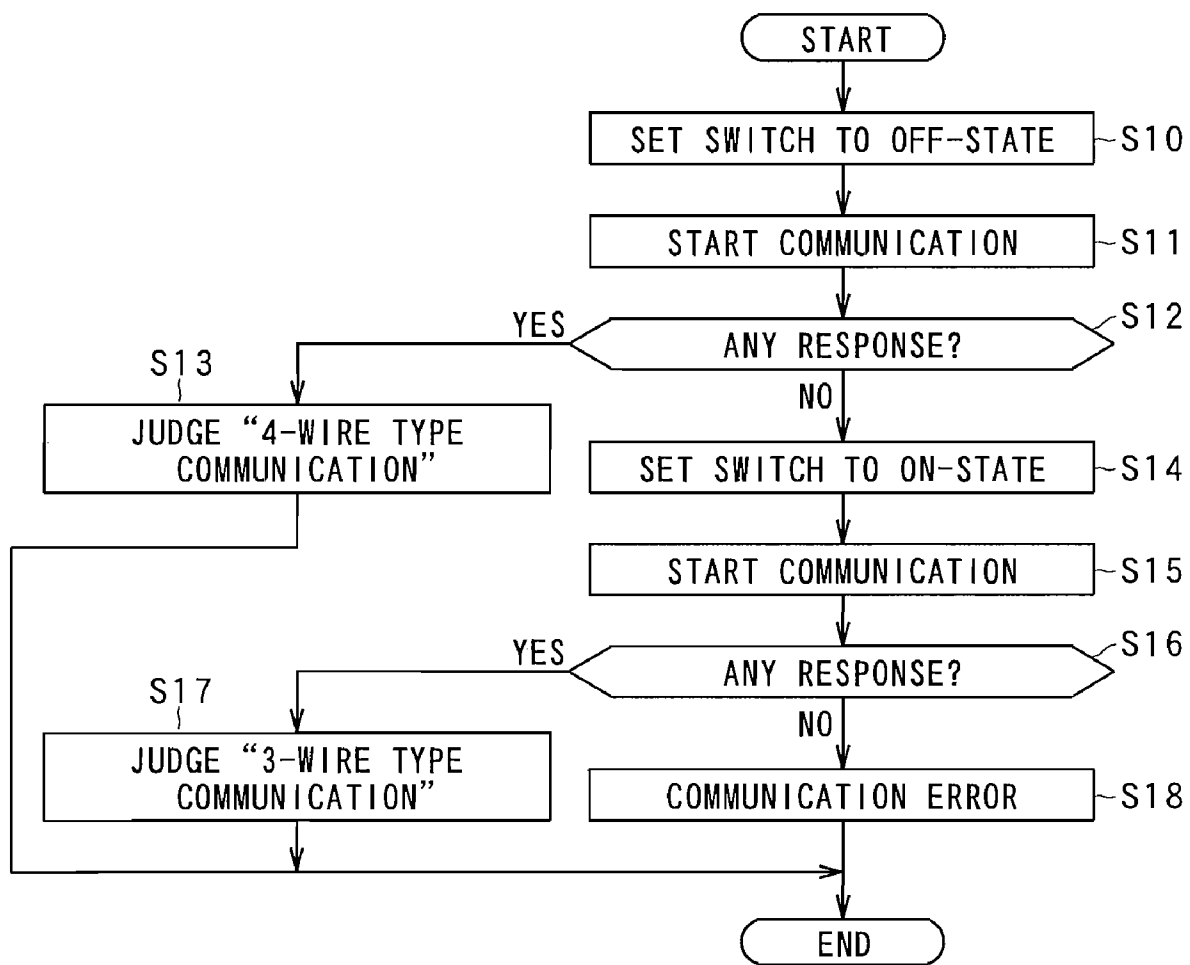 START
SET SWITCH TO OFF-STATE
S10
START COMMUNICATION
S11
ANY RESPONSE?
S12
YES
NO
S13
JUDGE “4-WIRE TYPE
COMMUNICATION”
SET SWITCH TO ON-STATE
S14
START COMMUNICATION
S15
ANY RESPONSE?
S16
YES
NO
S17
JUDGE “3-WIRE TYPE
COMMUNICATION”
COMMUNICATION ERROR
S18
END